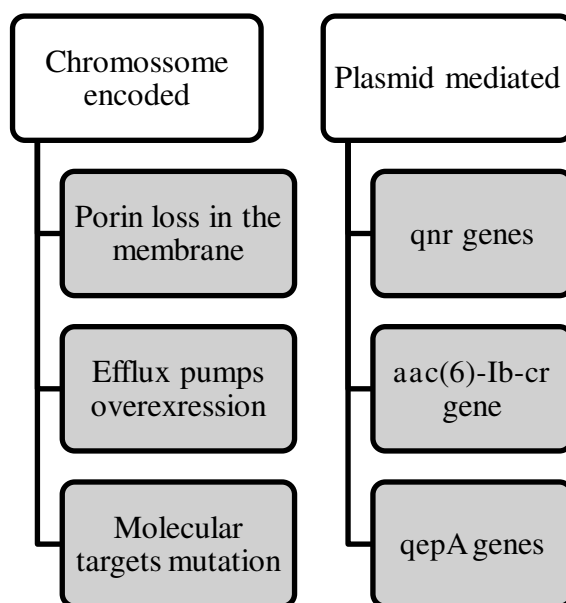 Chromossome
encoded
Porin loss in the
membrane
Efflux pumps
overexression
Molecular
targets mutation
Plasmid mediated
qnr genes
aac(6)-Ib-cr
gene
qepA genes